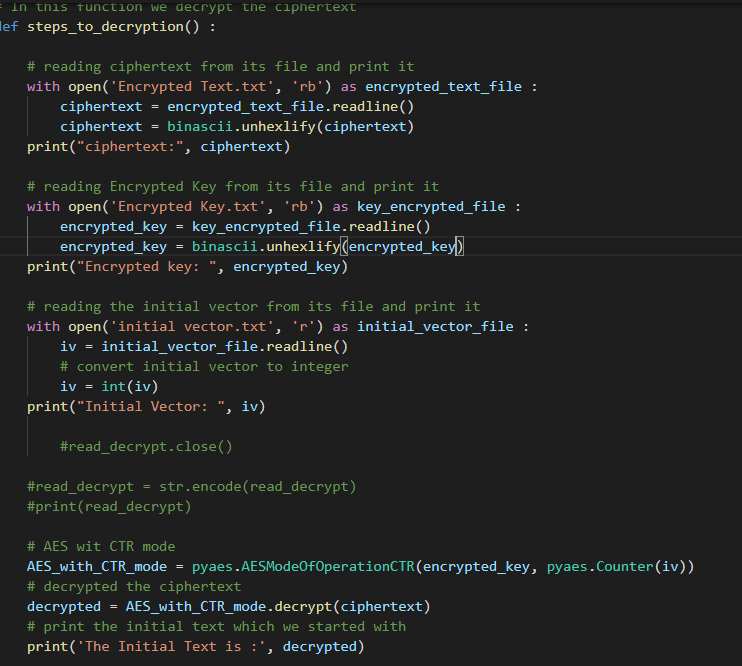 # In this function we decrypt the ciphertext
def steps_to_decryption() :
# reading ciphertext from its file and print it
with open('Encrypted Text.txt', 'rb') as encrypted_text_file :
ciphertext = encrypted_text_file.readline()
ciphertext = binascii.unhexlify(ciphertext)
print("ciphertext:", ciphertext)
# reading Encrypted Key from its file and print it
with open('Encrypted Key.txt', 'rb') as key_encrypted_file :
encrypted_key = key_encrypted_file.readline()
encrypted_key = binascii.unhexlify(encrypted_key)
print("Encrypted key: ", encrypted_key)
# reading the initial vector from its file and print it
with open('initial vector.txt', 'r') as initial_vector_file :
iv = initial_vector_file.readline()
# convert initial vector to integer
iv = int(iv)
print("Initial Vector: ", iv)
#read_decrypt.close()
#read_decrypt = str.encode(read_decrypt)
#print(read_decrypt)
# AES wit CTR mode
AES_with_CTR_mode = pyaes.AESModeOfOperationCTR(encrypted_key, pyaes.Counter(iv))
# decrypted the ciphertext
decrypted = AES_with_CTR_mode.decrypt(ciphertext)
# print the initial text which we started with
print('The Initial Text is :', decrypted)